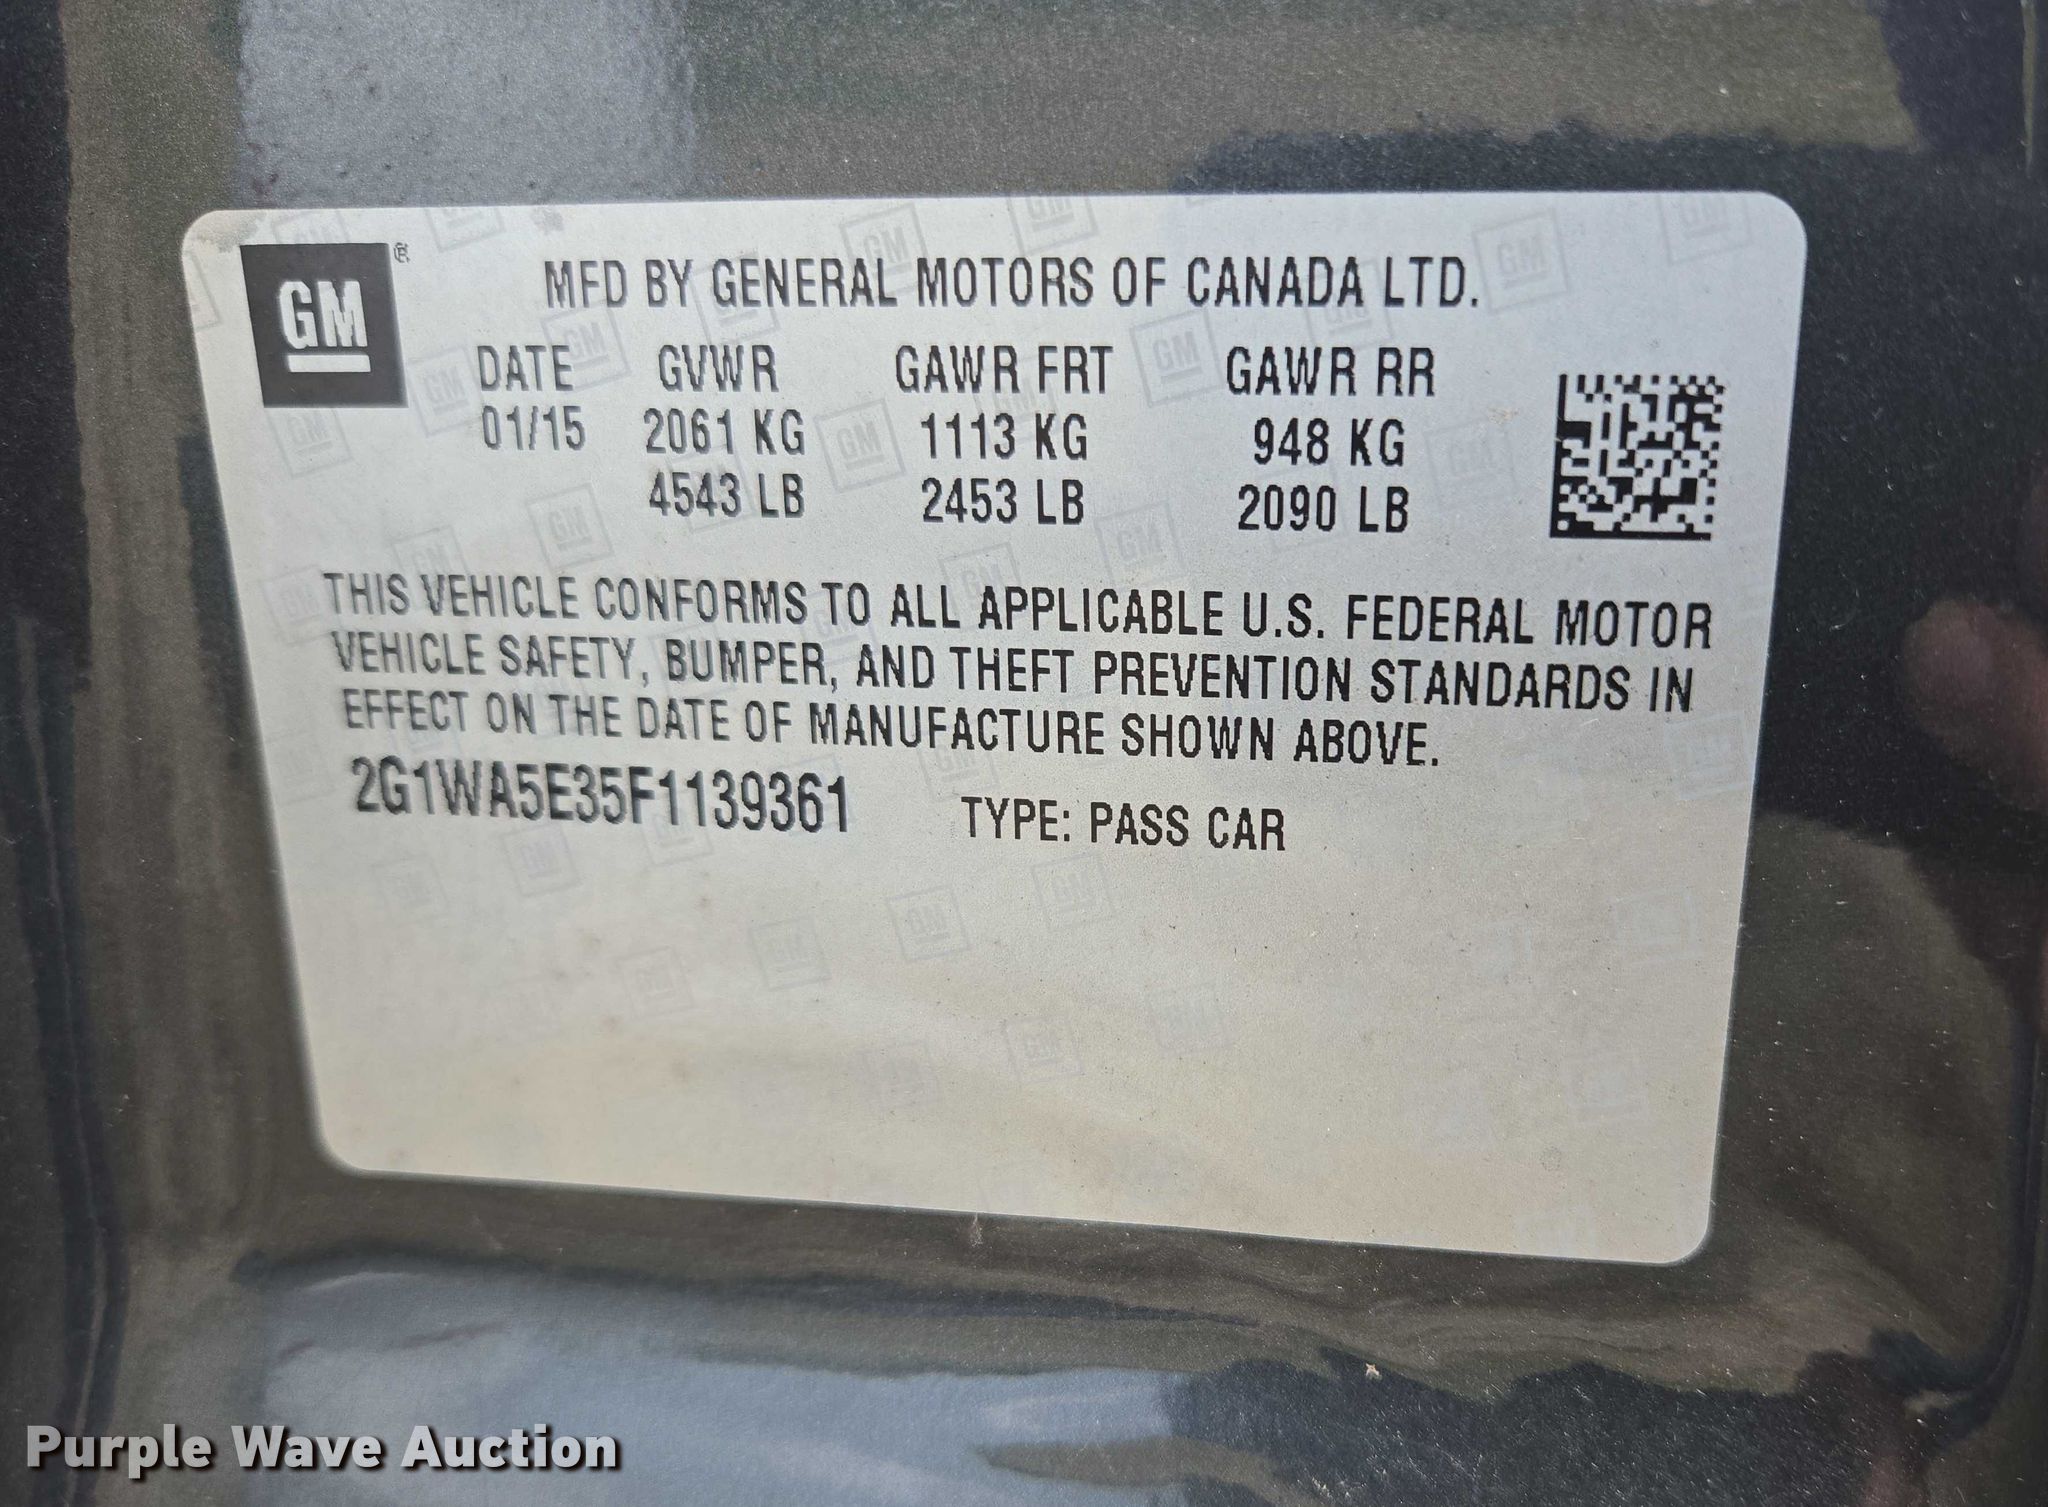 GM ®
MFD BY GENERAL MOTORS OF CANADA LTD.
DATE GVWR GAWR FRT GAWR RR
01/15 2061 KG 1113 KG 948 KG
4543 LB 2453 LB 2090 LB
THIS VEHICLE CONFORMS TO ALL APPLICABLE U.S. FEDERAL MOTOR
VEHICLE SAFETY, BUMPER, AND THEFT PREVENTION STANDARDS IN
EFFECT ON THE DATE OF MANUFACTURE SHOWN ABOVE.
2G1WA5E35F1139361 TYPE: PASS CAR
Purple Wave Auction